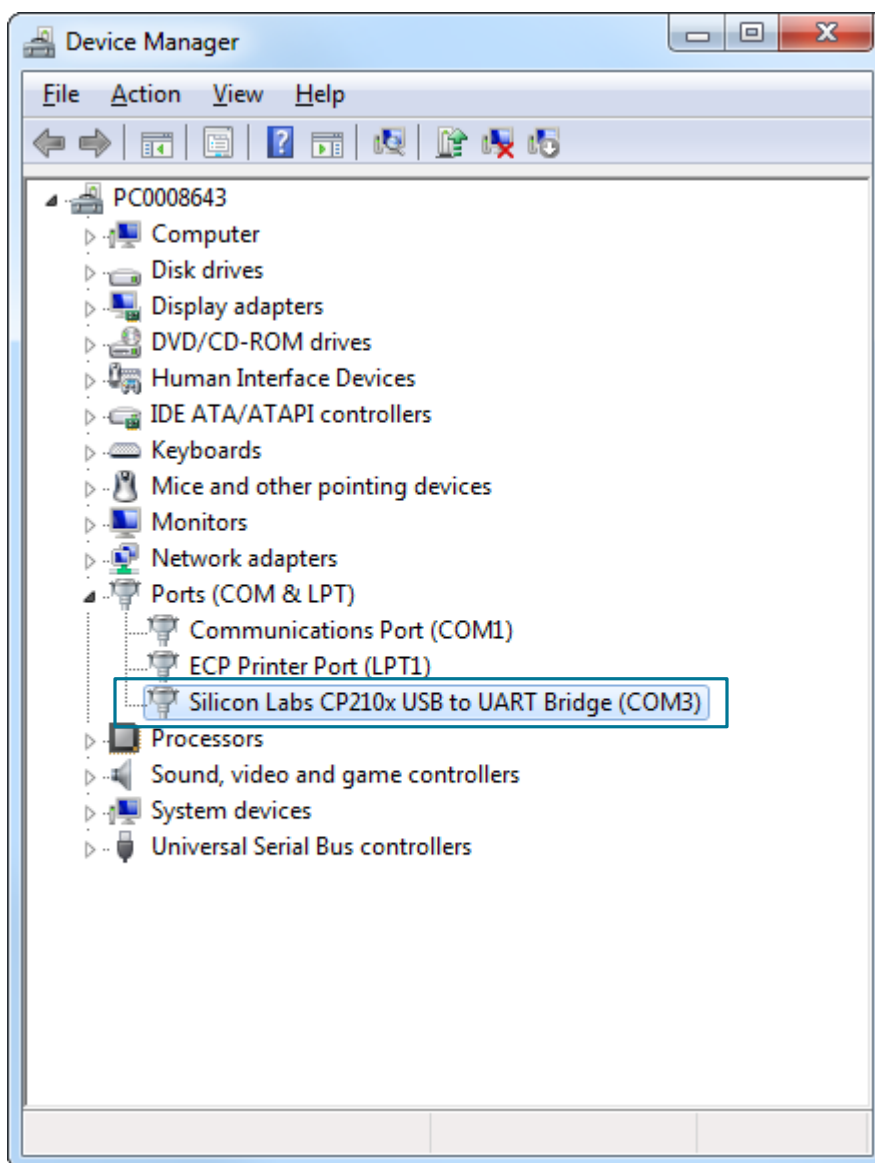 Device Manager
File Action View Help
PC0008643
Computer
Disk drives
Display adapters
DVD/CD-ROM drives
Human Interface Devices
IDE ATA/ATAPI controllers
Keyboards
Mice and other pointing devices
Monitors
Network adapters
Ports (COM & LPT)
Communications Port (COM1)
ECP Printer Port (LPT1)
Silicon Labs CP210x USB to UART Bridge (COM3)
Processors
Sound, video and game controllers
System devices
Universal Serial Bus controllers